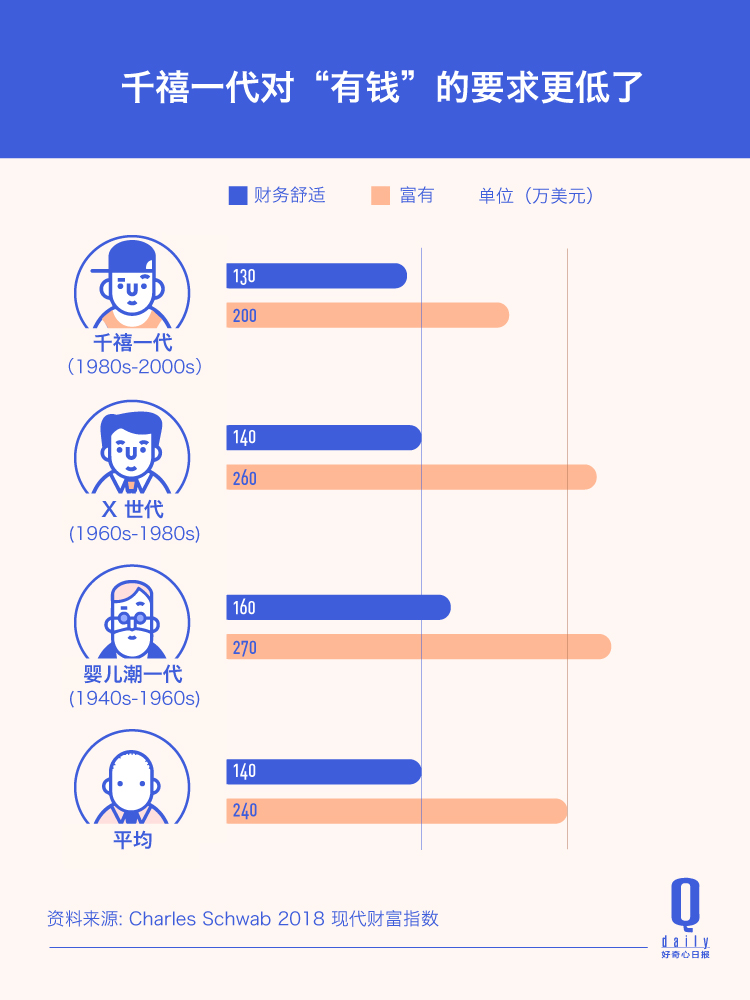 千禧一代对“有钱”的要求更低了
财务舒适 富有 单位（万美元）
130
200
千禧一代
（1980s-2000s）
140
260
X 世代
(1960s-1980s)
160
270
婴儿潮一代
(1940s-1960s)
140
240
平均
资料来源: Charles Schwab 2018 现代财富指数
Q
daily
好奇心日报